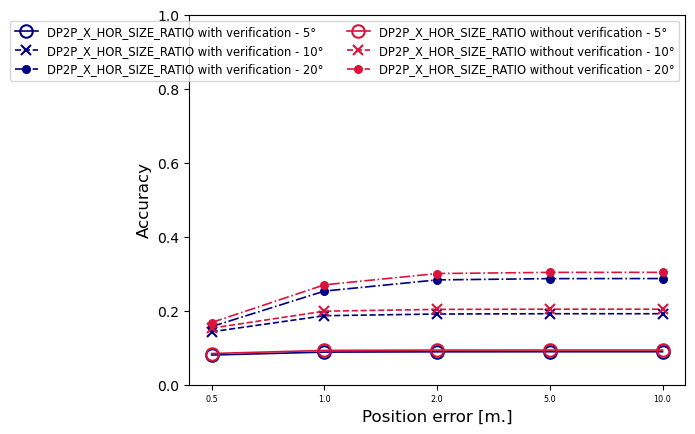 1.0
DP2P_X_HOR_SIZE_RATIO with verification - 5° DP2P_X_HOR_SIZE_RATIO without verification - 5°
DP2P_X_HOR_SIZE_RATIO with verification - 10° DP2P_X_HOR_SIZE_RATIO without verification - 10°
DP2P_X_HOR_SIZE_RATIO with verification - 20° DP2P_X_HOR_SIZE_RATIO without verification - 20°
0.8
0.6
0.4
0.2
0.0
Accuracy
0.5 1.0 2.0 5.0 10.0
Position error [m.]